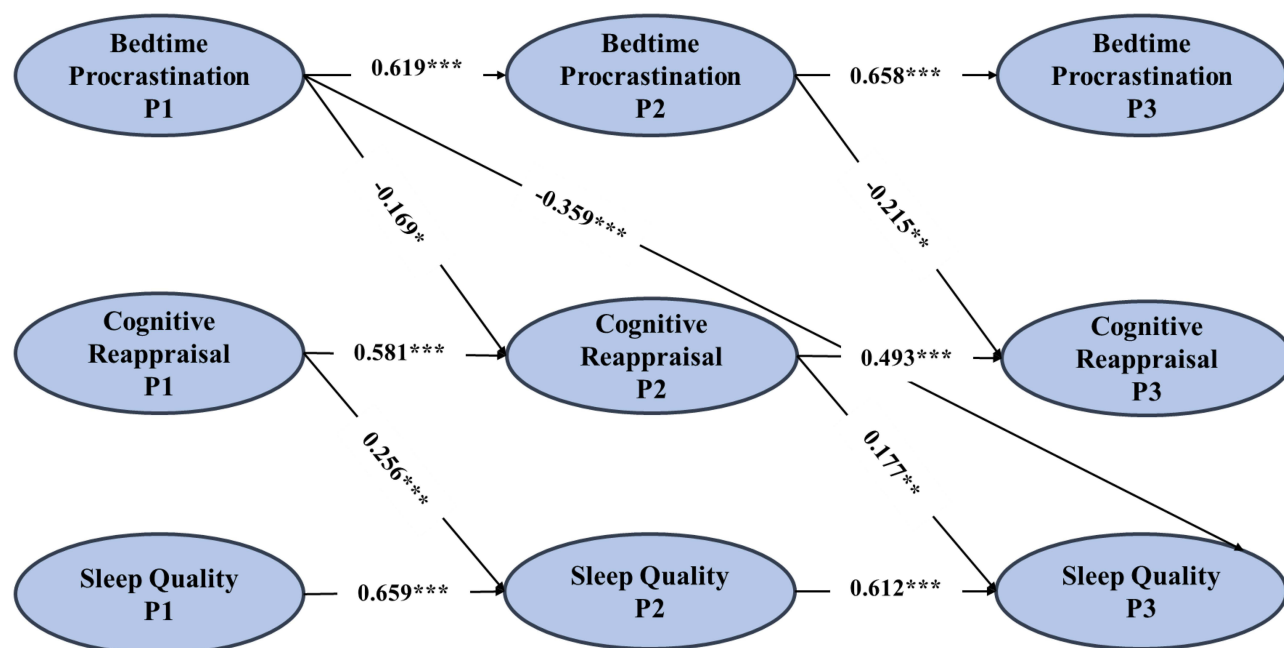 Bedtime
Procrastination
P1
0.619***
Bedtime
Procrastination
P2
0.658***
Bedtime
Procrastination
P3
-0.169*
-0.359***
-0.215**
Cognitive
Reappraisal
P1
0.581***
Cognitive
Reappraisal
P2
0.493***
Cognitive
Reappraisal
P3
0.256***
0.177**
Sleep Quality
P1
0.659***
Sleep Quality
P2
0.612***
Sleep Quality
P3